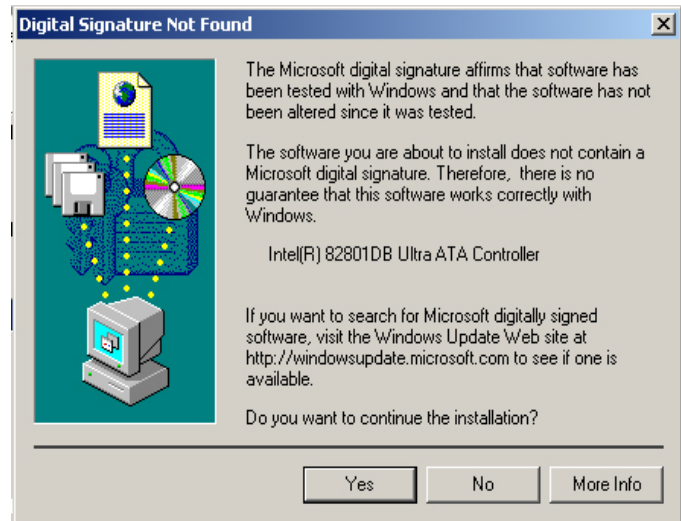 Digital Signature Not Found
The Microsoft digital signature affirms that software has
been tested with Windows and that the software has not
been altered since it was tested.
The software you are about to install does not contain a
Microsoft digital signature. Therefore,  there is no
guarantee that this software works correctly with
Windows.
Intel(R) 82801DB Ultra ATA Controller
If you want to search for Microsoft digitally signed
software, visit the Windows Update Web site at
http://windowsupdate.microsoft.com to see if one is
available.
Do you want to continue the installation?
Yes
No
More Info